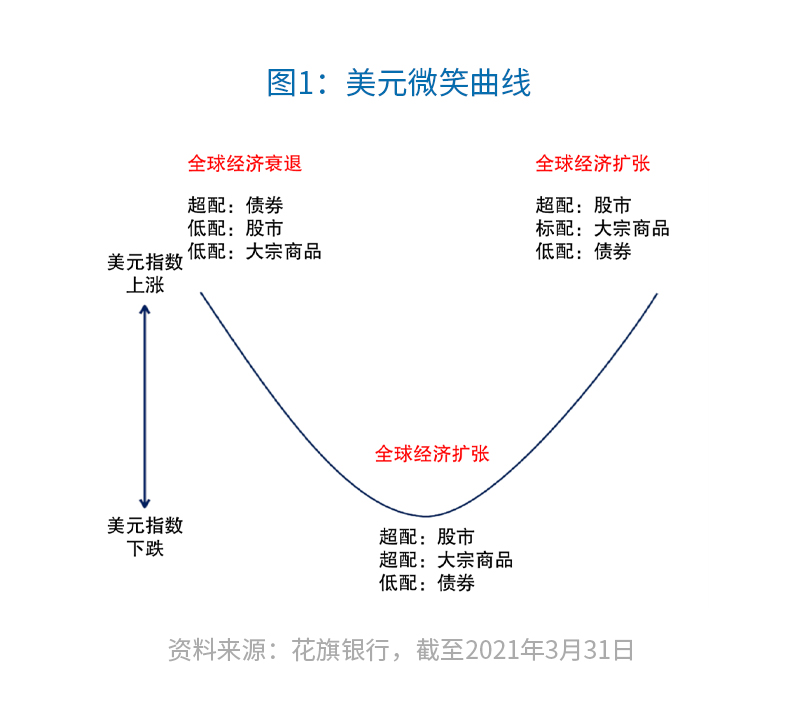 图1：美元微笑曲线
全球经济衰退
超配：债券
低配：股市
低配：大宗商品
全球经济扩张
超配：股市
标配：大宗商品
低配：债券
美元指数
上涨
全球经济扩张
美元指数
下跌
超配：股市
超配：大宗商品
低配：债券
资料来源：花旗银行，截至2021年3月31日